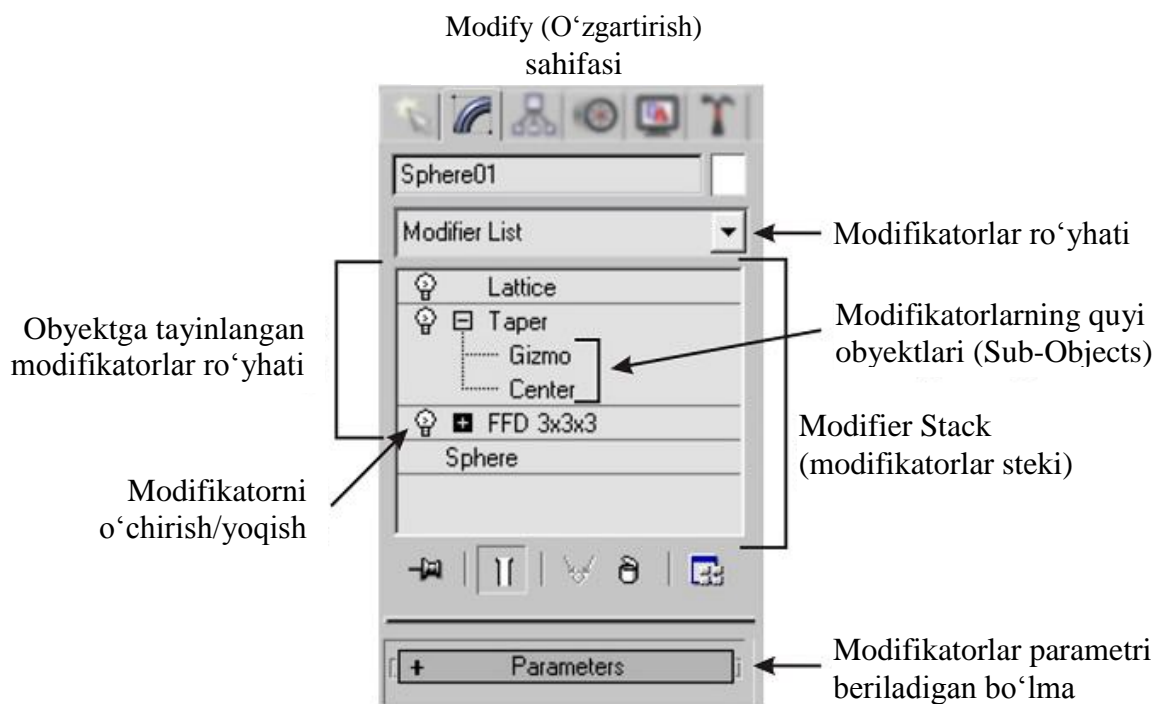 Modify (O‘zgartirish)
sahifasi
Sphere01
Modifier List
Modifikatorlar ro‘yhati
Lattice
Taper
Gizmo
Center
FFD 3x3x3
Sphere
Obyektga tayinlangan
modifikatorlar ro‘yhati
Modifikatorlarning quyi
obyektlari (Sub-Objects)
Modifier Stack
(modifikatorlar steki)
Modifikatorni
o‘chirish/yoqish
Parameters
Modifikatorlar parametri
beriladigan bo‘lma